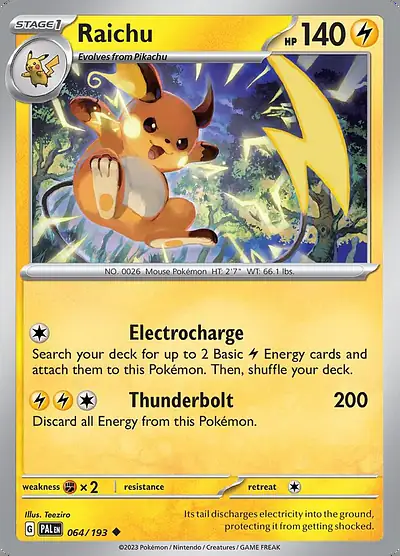 STAGE 1
Raichu
HP 140
Evolves from Pikachu
NO. 0026 Mouse Pokémon HT: 2'7" WT: 66.1 lbs.
Electrocharge
Search your deck for up to 2 Basic Energy cards and
attach them to this Pokémon. Then, shuffle your deck.
Thunderbolt 200
Discard all Energy from this Pokémon.
weakness ×2 resistance retreat
Illus. Teeziro
G PAL EN 064/193
Its tail discharges electricity into the ground,
protecting it from getting shocked.
©2023 Pokémon / Nintendo / Creatures / GAME FREAK